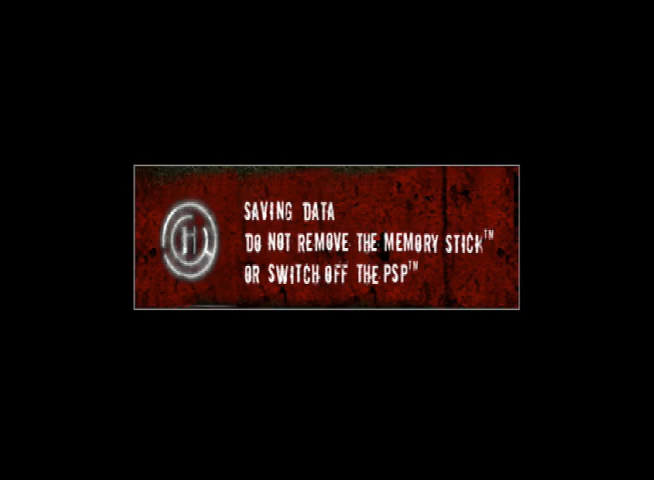 H
SAVING DATA
DO NOT REMOVE THE MEMORY STICK™
OR SWITCH OFF THE PSP™